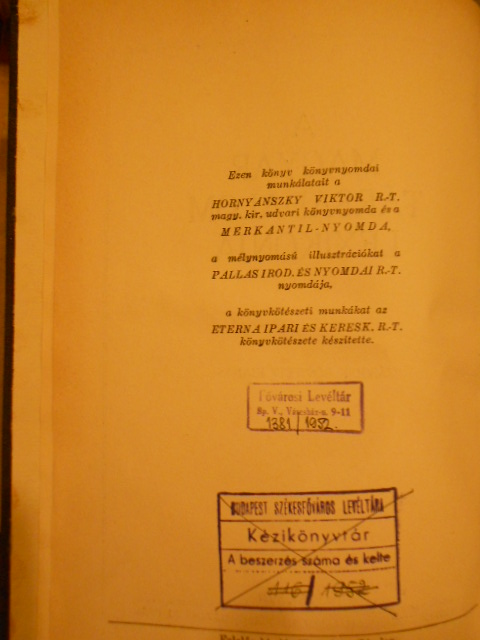 Ezen könyv könyvnyomdai
munkálatait a
HORNYÁNSZKY VIKTOR R.-T.
magy. kir. udvari könyvnyomda és a
MERKANTIL-NYOMDA,
a mélynyomású illusztrációkat a
PALLAS IROD. ÉS NYOMDAI R.-T.
nyomdája,
a könyvkötészeti munkákat az
ETERNA IPARI ÉS KERESK. R.-T.
könyvkötészete készítette.
Fővárosi Levéltár
Bp. V., Városház-u. 9-11
1381/1952.
BUDAPEST SZÉKESFŐVÁROS LEVÉLTÁRA
Kézikönyvtár
A beszerzés száma és kelte
116/1952